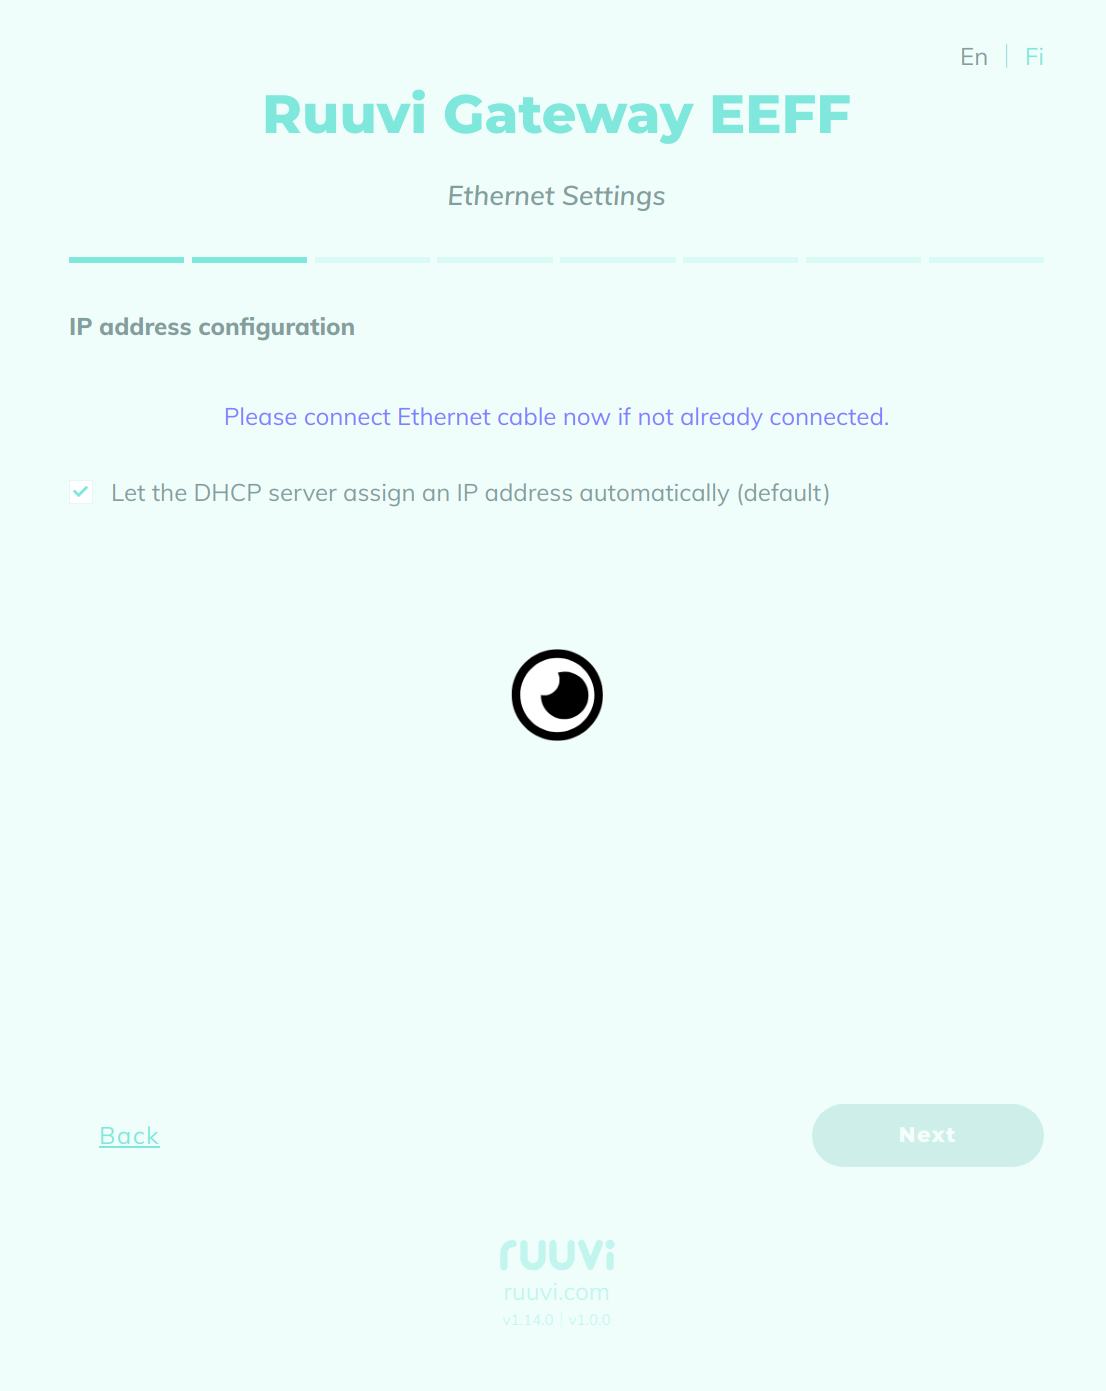 En | Fi
Ruuvi Gateway EEFF
Ethernet Settings
IP address configuration
Please connect Ethernet cable now if not already connected.
Let the DHCP server assign an IP address automatically (default)
Back
Next
ruuvi
ruuvi.com
v1.14.0 | v1.0.0